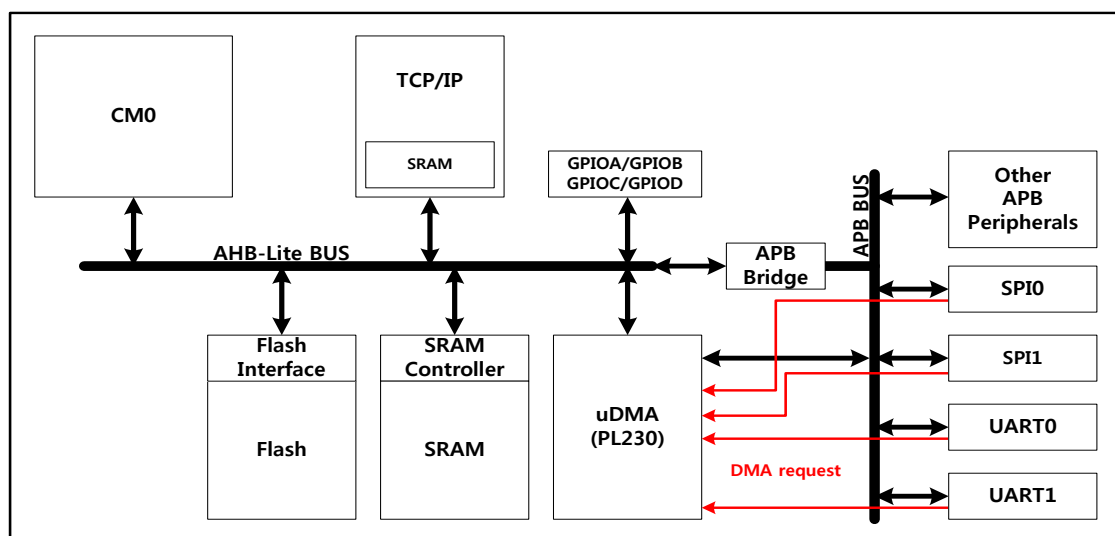 CM0
TCP/IP
SRAM
GPIOA/GPIOB
GPIOC/GPIOD
Other
APB
Peripherals
APB BUS
AHB-Lite BUS
APB
Bridge
SPI0
Flash
Interface
SRAM
Controller
SPI1
uDMA
(PL230)
UART0
Flash
SRAM
DMA request
UART1